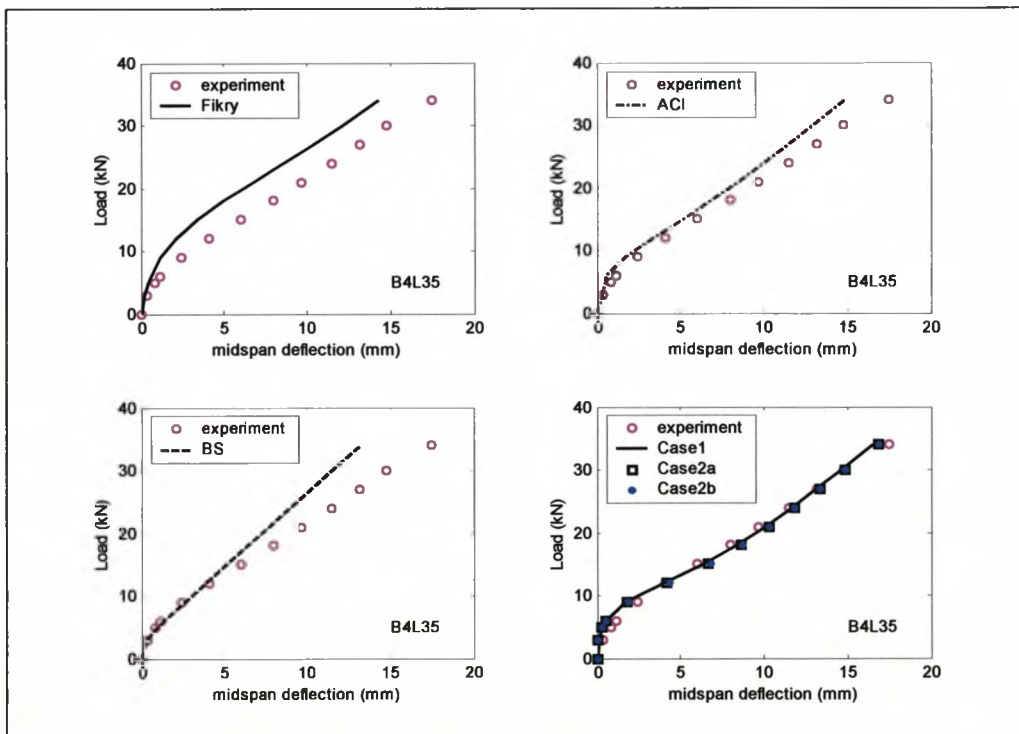 40
30
20
10
0
Load (kN)
experiment
Fikry
B4L35
0
5
10
15
20
midspan deflection (mm)
40
30
20
10
0
Load (kN)
experiment
ACI
B4L35
0
5
10
15
20
midspan deflection (mm)
40
30
20
10
0
Load (kN)
experiment
BS
B4L35
0
5
10
15
20
midspan deflection (mm)
40
30
20
10
0
Load (kN)
experiment
Case1
Case2a
Case2b
B4L35
0
5
10
15
20
midspan deflection (mm)